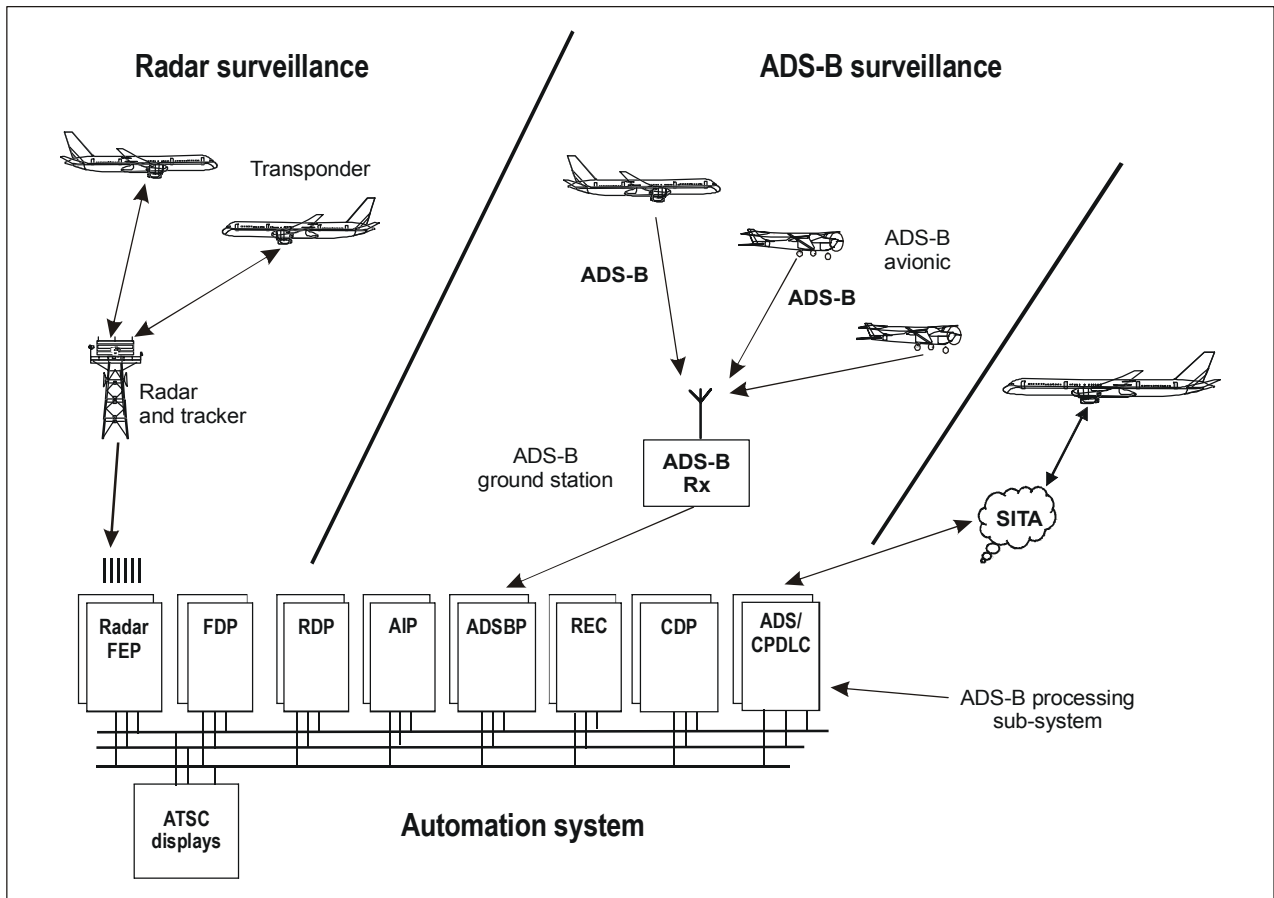 Radar surveillance
ADS-B surveillance
Transponder
ADS-B
ADS-B
avionic
ADS-B
Radar
and tracker
ADS-B
ground station
ADS-B
Rx
SITA
Radar
FEP
FDP
RDP
AIP
ADSBP
REC
CDP
ADS/
CPDLC
ADS-B processing
sub-system
ATSC
displays
Automation system